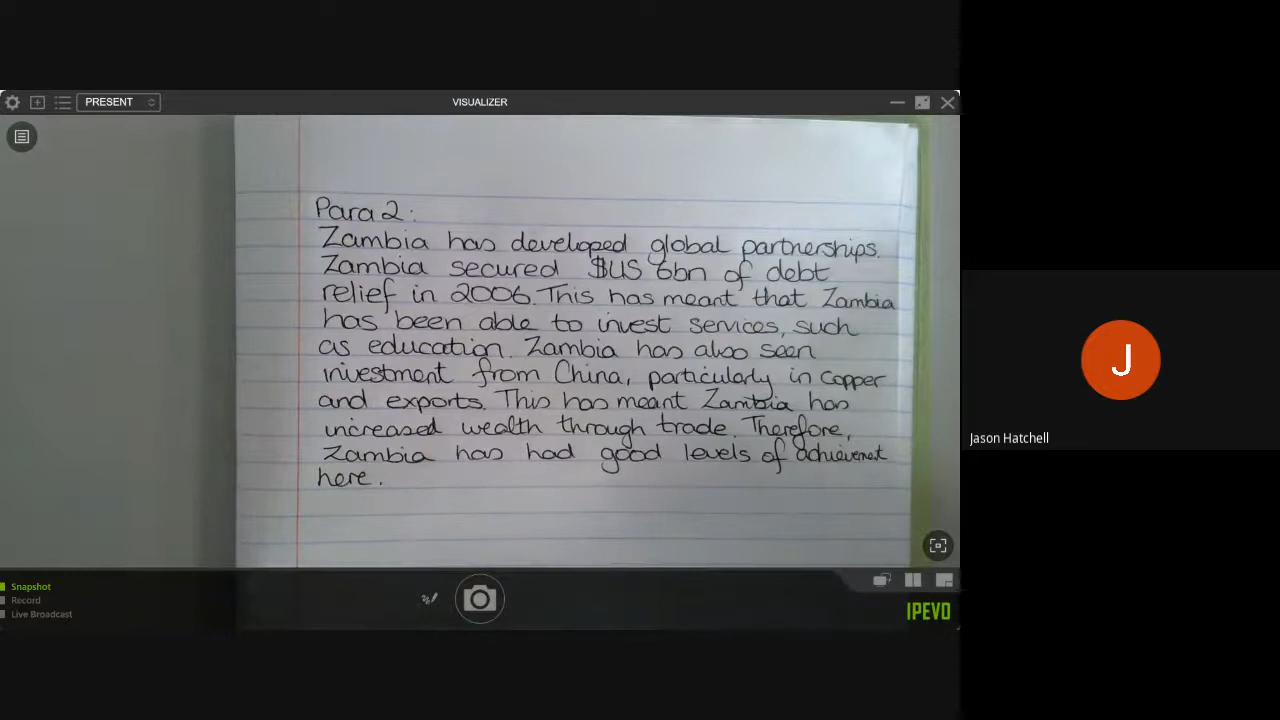 PRESENT
VISUALIZER
Para 2:
Zambia has developed global partnerships.
Zambia secured $US 6bn of debt
relief in 2006. This has meant that Zambia
has been able to invest services, such
as education. Zambia has also seen
investment from China, particularly in copper
and exports. This has meant Zambia has
increased wealth through trade. Therefore,
Zambia has had good levels of achievement
here.
J
Jason Hatchell
Snapshot
Record
Live Broadcast
IPEVO